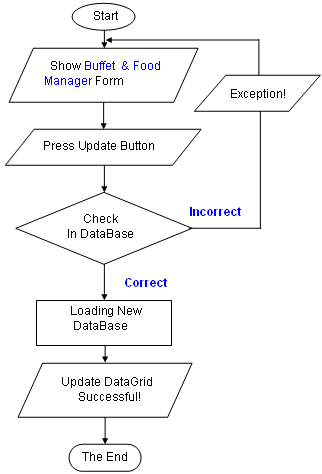 Start
Show Buffet & Food
Manager Form
Exception!
Press Update Button
Check
In DataBase
Incorrect
Correct
Loading New
DataBase
Update DataGrid
Successful!
The End